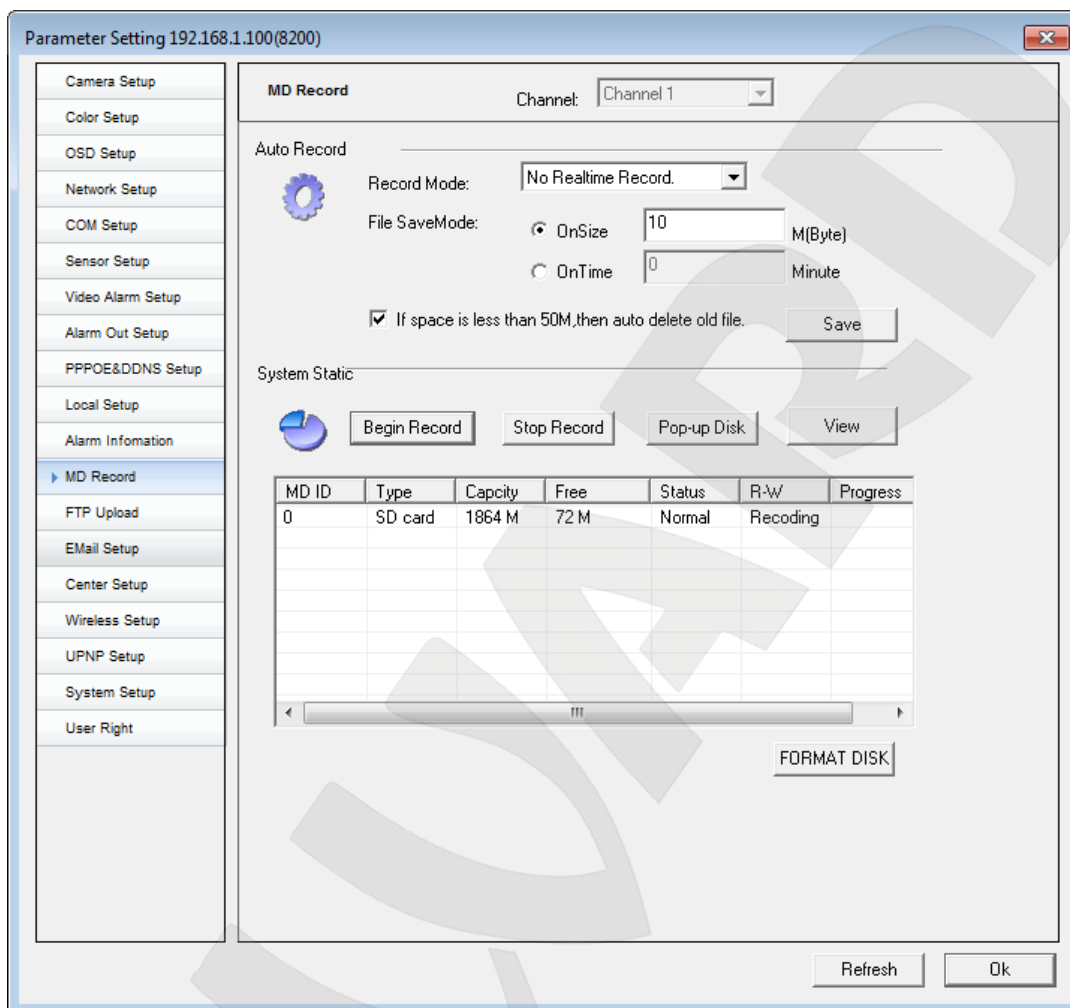 Parameter Setting 192.168.1.100(8200)
Camera Setup
Color Setup
OSD Setup
Network Setup
COM Setup
Sensor Setup
Video Alarm Setup
Alarm Out Setup
PPPOE&DDNS Setup
Local Setup
Alarm Infomation
MD Record
FTP Upload
EMail Setup
Center Setup
Wireless Setup
UPNP Setup
System Setup
User Right
MD Record Channel: Channel 1
Auto Record
Record Mode: No Realtime Record.
File SaveMode: OnSize 10 M(Byte)
OnTime 0 Minute
If space is less than 50M,then auto delete old file. Save
System Static
Begin Record Stop Record Pop-up Disk View
MD ID Type Capcity Free Status R-W Progress
0 SD card 1864 M 72 M Normal Recoding
FORMAT DISK
Refresh Ok